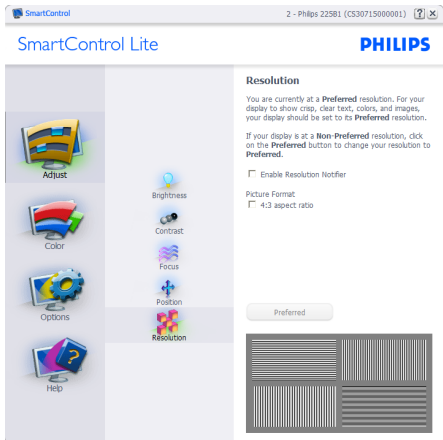 SmartControl
2 - Philips 225B1 (CS30715000001)
SmartControl Lite
PHILIPS
Adjust
Color
Options
Help
Brightness
Contrast
Focus
Position
Resolution
Resolution
You are currently at a Preferred resolution. For your
display to show crisp, clear text, colors, and images,
your display should be set to its Preferred resolution.
If your display is at a Non-Preferred resolution, click
on the Preferred button to change your resolution to
Preferred.
Enable Resolution Notifier
Picture Format
4:3 aspect ratio
Preferred